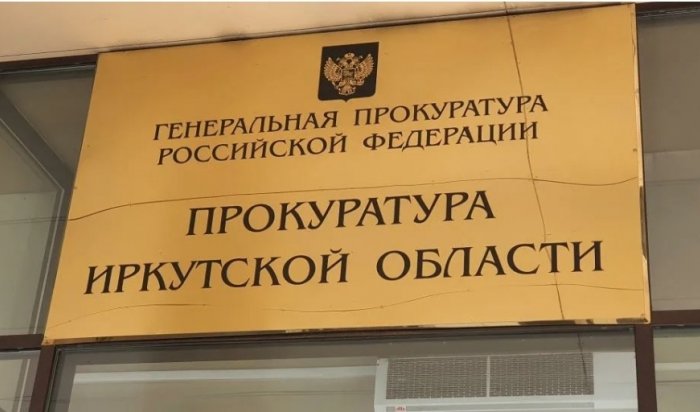 ГЕНЕРАЛЬНАЯ ПРОКУРАТУРА
РОССИЙСКОЙ ФЕДЕРАЦИИ
ПРОКУРАТУРА
ИРКУТСКОЙ ОБЛАСТИ